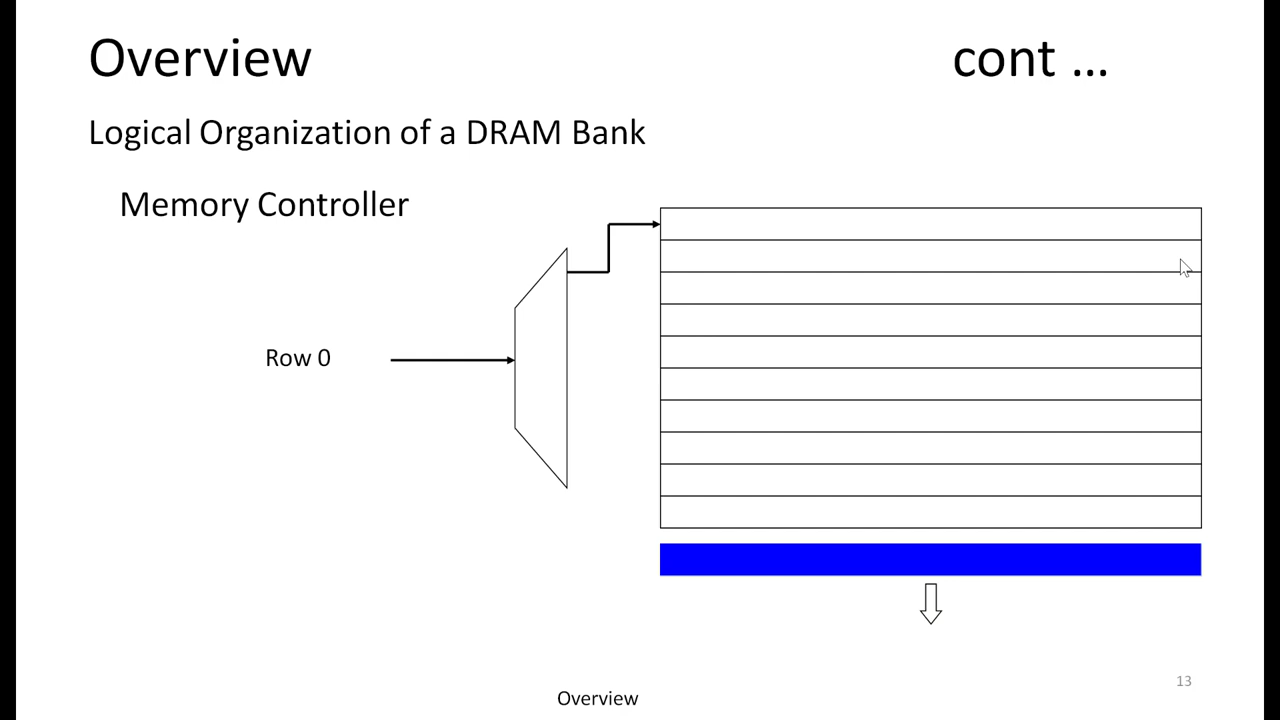 Overview cont ...
Logical Organization of a DRAM Bank
Memory Controller
Row 0
13
Overview